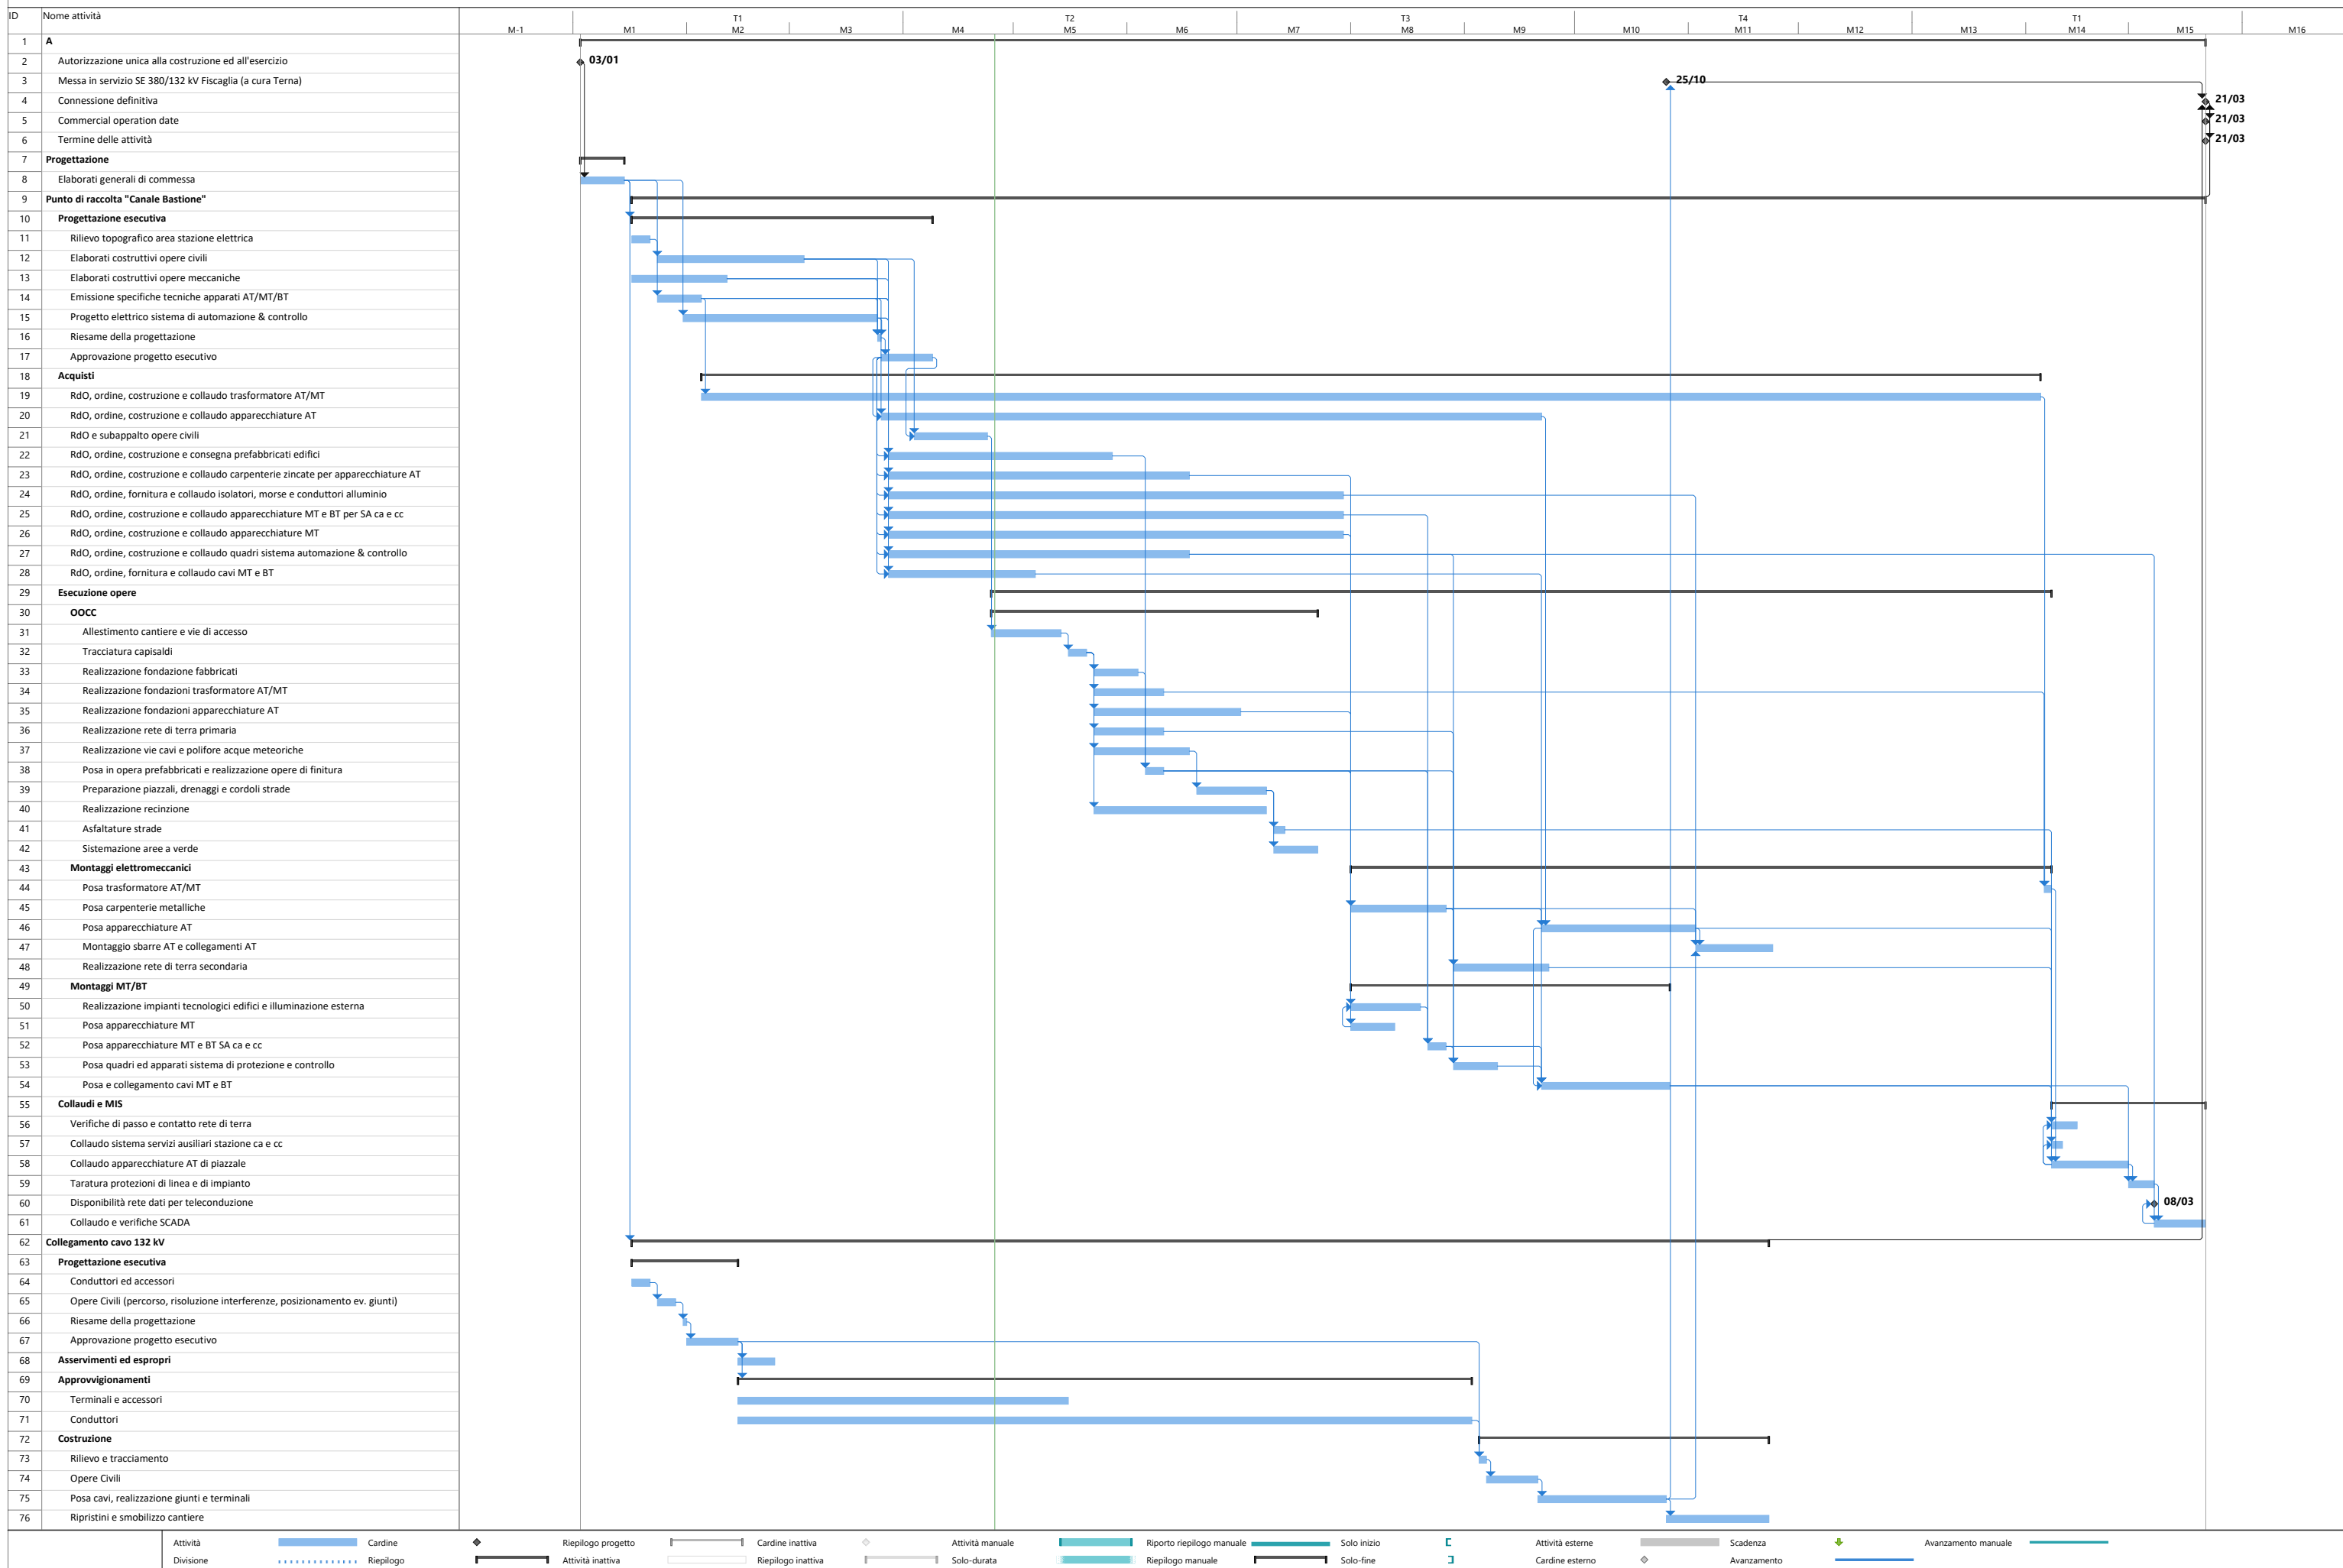 ID Nome attività
T1 T2 T3 T4 T1
M-1 M1 M2 M3 M4 M5 M6 M7 M8 M9 M10 M11 M12 M13 M14 M15 M16
1 A
2 Autorizzazione unica alla costruzione ed all'esercizio 03/01
3 Messa in servizio SE 380/132 kV Fiscaglia (a cura Terna) 25/10
4 Connessione definitiva 21/03
5 Commercial operation date 21/03
6 Termine delle attività 21/03
7 Progettazione
8 Elaborati generali di commessa
9 Punto di raccolta "Canale Bastione"
10 Progettazione esecutiva
11 Rilievo topografico area stazione elettrica
12 Elaborati costruttivi opere civili
13 Elaborati costruttivi opere meccaniche
14 Emissione specifiche tecniche apparati AT/MT/BT
15 Progetto elettrico sistema di automazione & controllo
16 Riesame della progettazione
17 Approvazione progetto esecutivo
18 Acquisti
19 RdO, ordine, costruzione e collaudo trasformatore AT/MT
20 RdO, ordine, costruzione e collaudo apparecchiature AT
21 RdO e subappalto opere civili
22 RdO, ordine, costruzione e consegna prefabbricati edifici
23 RdO, ordine, costruzione e collaudo carpenterie zincate per apparecchiature AT
24 RdO, ordine, fornitura e collaudo isolatori, morse e conduttori alluminio
25 RdO, ordine, costruzione e collaudo apparecchiature MT e BT per SA ca e cc
26 RdO, ordine, costruzione e collaudo apparecchiature MT
27 RdO, ordine, costruzione e collaudo quadri sistema automazione & controllo
28 RdO, ordine, fornitura e collaudo cavi MT e BT
29 Esecuzione opere
30 OOCC
31 Allestimento cantiere e vie di accesso
32 Tracciatura capisaldi
33 Realizzazione fondazione fabbricati
34 Realizzazione fondazioni trasformatore AT/MT
35 Realizzazione fondazioni apparecchiature AT
36 Realizzazione rete di terra primaria
37 Realizzazione vie cavi e polifore acque meteoriche
38 Posa in opera prefabbricati e realizzazione opere di finitura
39 Preparazione piazzali, drenaggi e cordoli strade
40 Realizzazione recinzione
41 Asfaltature strade
42 Sistemazione aree a verde
43 Montaggi elettromeccanici
44 Posa trasformatore AT/MT
45 Posa carpenterie metalliche
46 Posa apparecchiature AT
47 Montaggio sbarre AT e collegamenti AT
48 Realizzazione rete di terra secondaria
49 Montaggi MT/BT
50 Realizzazione impianti tecnologici edifici e illuminazione esterna
51 Posa apparecchiature MT
52 Posa apparecchiature MT e BT SA ca e cc
53 Posa quadri ed apparati sistema di protezione e controllo
54 Posa e collegamento cavi MT e BT
55 Collaudi e MIS
56 Verifiche di passo e contatto rete di terra
57 Collaudo sistema servizi ausiliari stazione ca e cc
58 Collaudo apparecchiature AT di piazzale
59 Taratura protezioni di linea e di impianto
60 Disponibilità rete dati per teleconduzione 08/03
61 Collaudo e verifiche SCADA
62 Collegamento cavo 132 kV
63 Progettazione esecutiva
64 Conduttori ed accessori
65 Opere Civili (percorso, risoluzione interferenze, posizionamento ev. giunti)
66 Riesame della progettazione
67 Approvazione progetto esecutivo
68 Asservimenti ed espropri
69 Approvvigionamenti
70 Terminali e accessori
71 Conduttori
72 Costruzione
73 Rilievo e tracciamento
74 Opere Civili
75 Posa cavi, realizzazione giunti e terminali
76 Ripristini e smobilizzo cantiere
Attività Cardine Riepilogo progetto Cardine inattiva Attività manuale Riporto riepilogo manuale Solo inizio Attività esterne Scadenza Avanzamento manuale
Divisione Riepilogo Attività inattiva Riepilogo inattiva Solo-durata Riepilogo manuale Solo-fine Cardine esterno Avanzamento